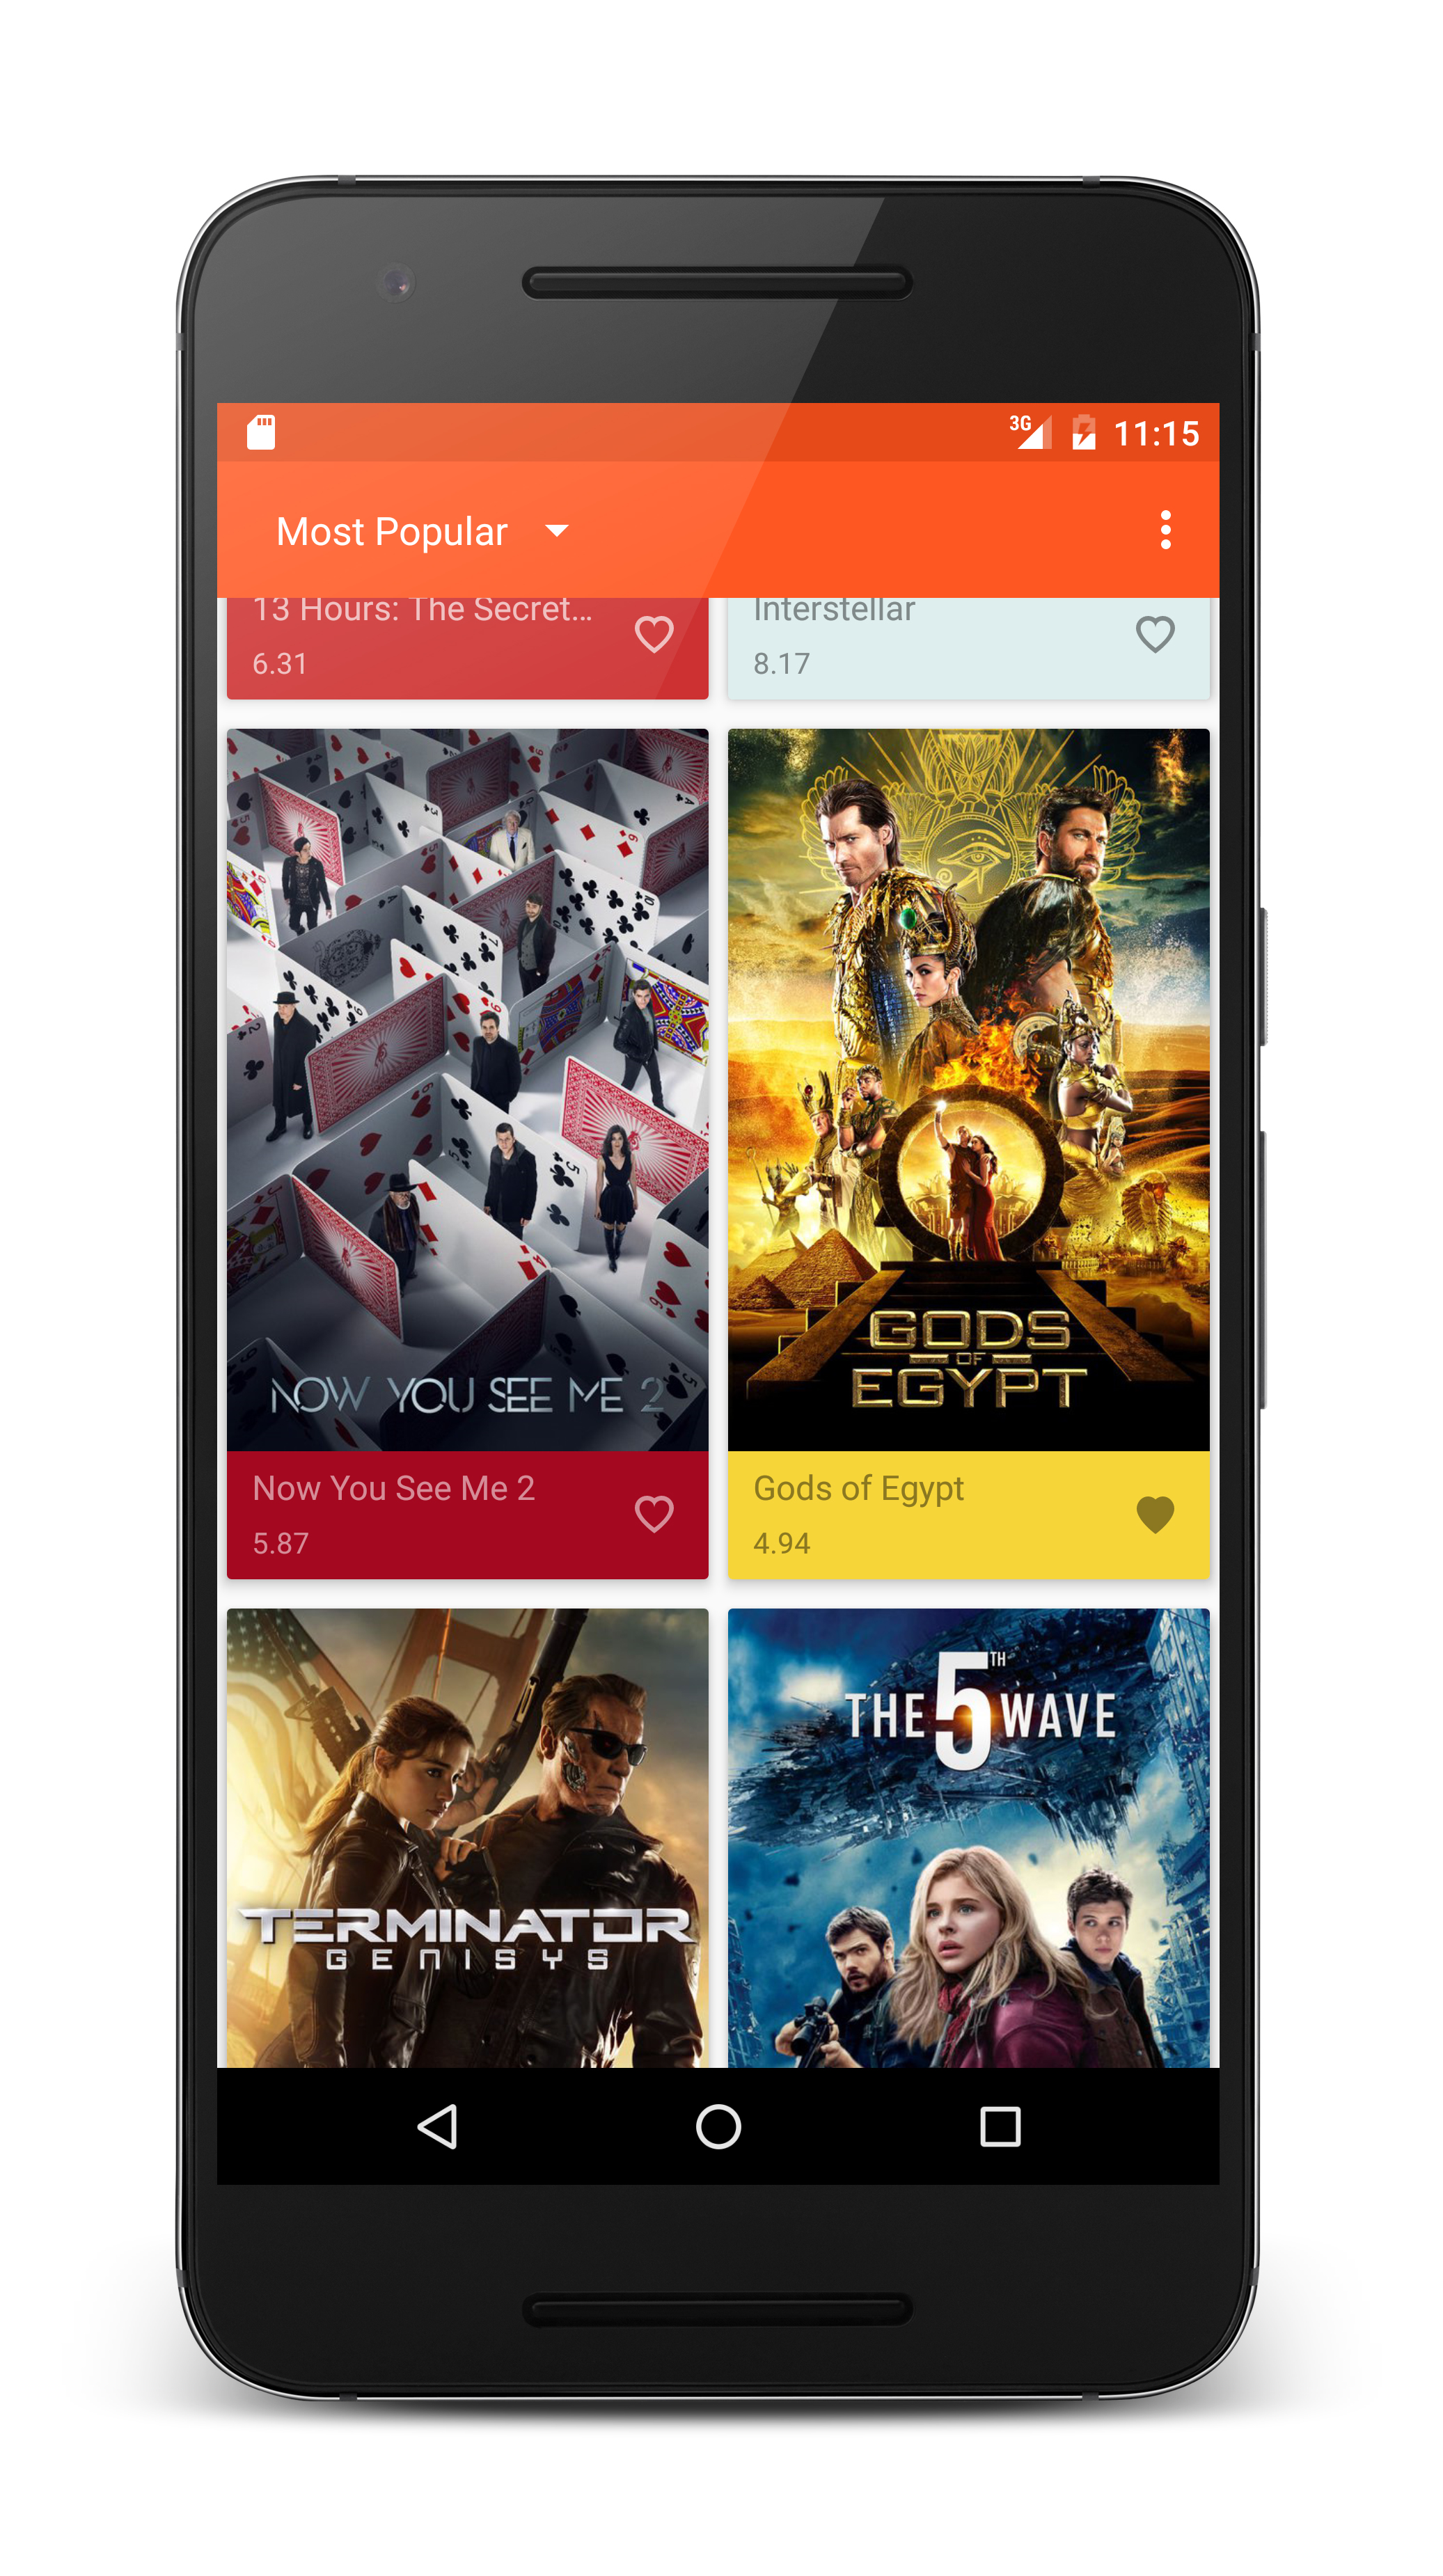 3G
11:15
Most Popular
13 Hours: The Secret...
6.31
Interstellar
8.17
NOW YOU SEE ME 2
Now You See Me 2
5.87
GODS
OF
EGYPT
Gods of Egypt
4.94
TERMINATOR
GENISYS
THE 5TH WAVE